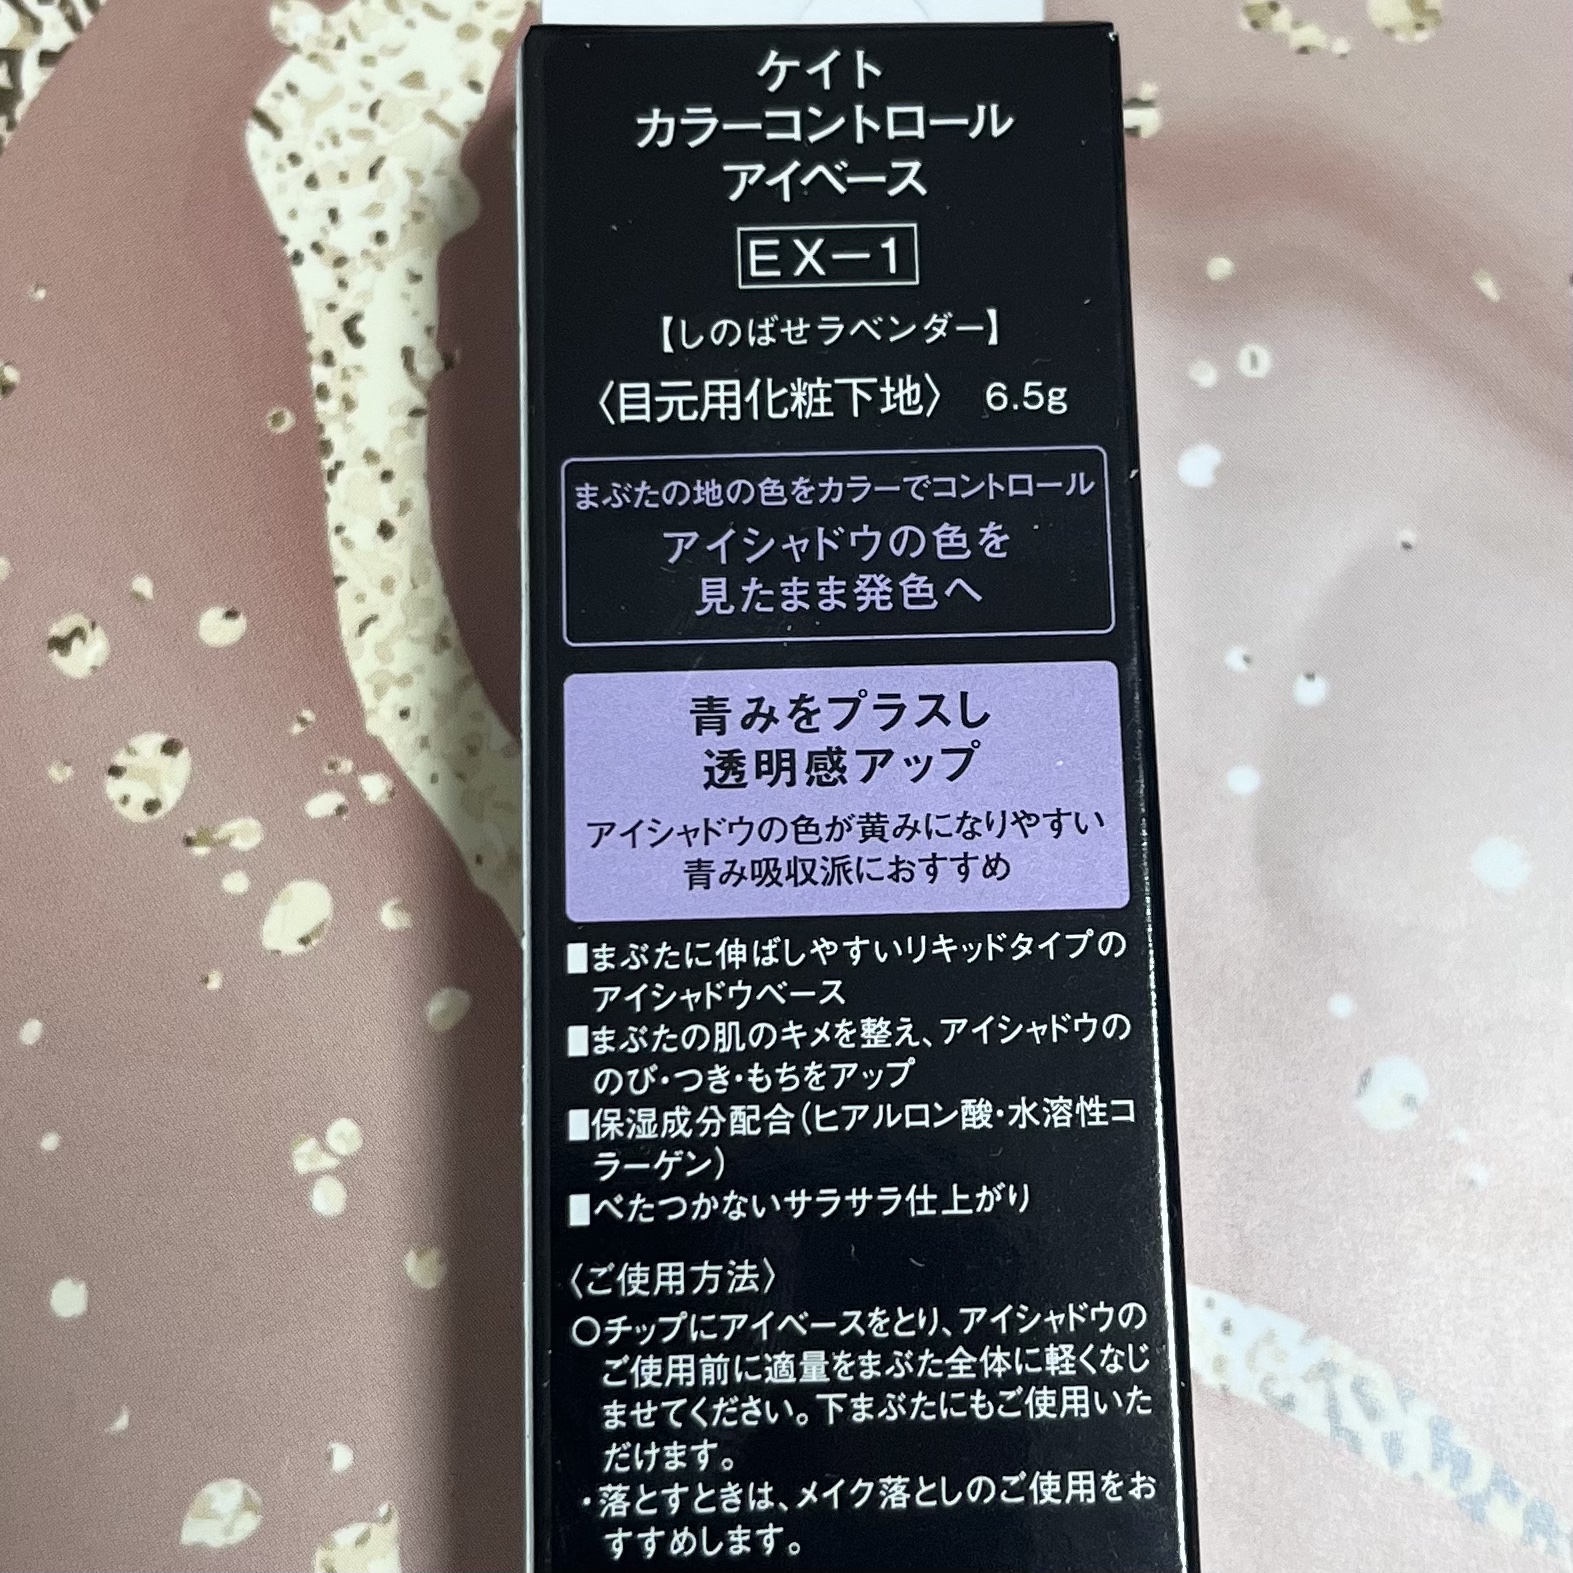 ケイト
カラーコントロール
アイベース
EX−1
【しのばせラベンダー】
〈目元用化粧下地〉 6.5g
まぶたの地の色をカラーでコントロール
アイシャドウの色を
見たまま発色へ
青みをプラスし
透明感アップ
アイシャドウの色が黄みになりやすい
青み吸収派におすすめ
■まぶたに伸ばしやすいリキッドタイプの
アイシャドウベース
■まぶたの肌のキメを整え、アイシャドウの
のび・つき・もちをアップ
■保湿成分配合(ヒアルロン酸・水溶性コ
ラーゲン)
■べたつかないサラサラ仕上がり
〈ご使用方法〉
○チップにアイベースをとり、アイシャドウの
ご使用前に適量をまぶた全体に軽くなじ
ませてください。下まぶたにもご使用いた
だけます。
・落とすときは、メイク落としのご使用をお
すすめします。